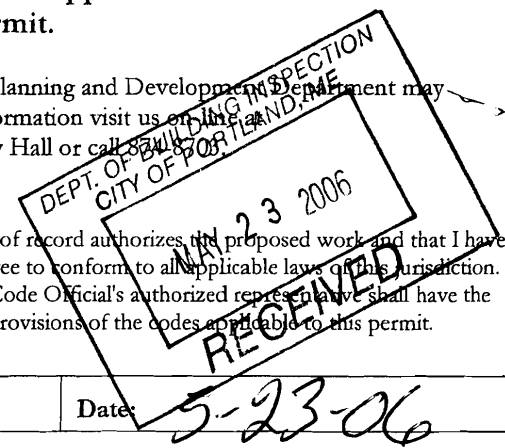 rmit.
lanning and Development Department may
ormation visit us on-line at
Hall or call 874-8703.
DEPT. OF BUILDING INSPECTION
CITY OF PORTLAND, ME
MAY 23 2006
RECEIVED
of record authorizes the proposed work and that I have
ree to conform to all applicable laws of this jurisdiction.
Code Official's authorized representative shall have the
rovisions of the codes applicable to this permit.
Date: 5-23-06